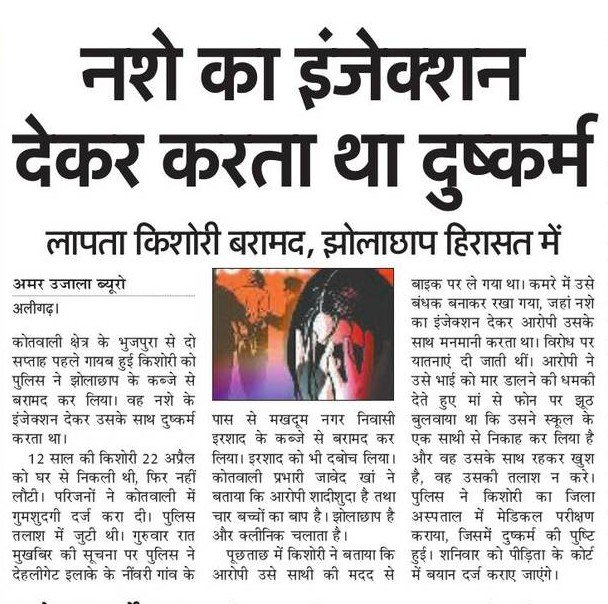 नशे का इंजेक्शन
देकर करता था दुष्कर्म
लापता किशोरी बरामद, झोलाछाप हिरासत में
अमर उजाला ब्यूरो
अलीगढ़।
कोतवाली क्षेत्र के भुजपुरा से दो
सप्ताह पहले गायब हुई किशोरी को
पुलिस ने झोलाछाप के कब्जे से
बरामद कर लिया। वह नशे के
इंजेक्शन देकर उसके साथ दुष्कर्म
करता था।
12 साल की किशोरी 22 अप्रैल
को घर से निकली थी, फिर नहीं
लौटी। परिजनों ने कोतवाली में
गुमशुदगी दर्ज करा दी। पुलिस
तलाश में जुटी थी। गुरुवार रात
मुखबिर की सूचना पर पुलिस ने
देहलीगेट इलाके के नींवरी गांव के
पास से मखदूम नगर निवासी
इरशाद के कब्जे से बरामद कर
लिया। इरशाद को भी दबोच लिया।
कोतवाली प्रभारी जावेद खां ने
बताया कि आरोपी शादीशुदा है तथा
चार बच्चों का बाप है। झोलाछाप है
और क्लीनिक चलाता है।
पूछताछ में किशोरी ने बताया कि
आरोपी उसे साथी की मदद से
बाइक पर ले गया था। कमरे में उसे
बंधक बनाकर रखा गया, जहां नशे
का इंजेक्शन देकर आरोपी उसके
साथ मनमानी करता था। विरोध पर
यातनाएं दी जाती थीं। आरोपी ने
उसे भाई को मार डालने की धमकी
देते हुए मां से फोन पर झूठ
बुलवाया था कि उसने स्कूल के
एक साथी से निकाह कर लिया है
और वह उसके साथ रहकर खुश
है, वह उसकी तलाश न करे।
पुलिस ने किशोरी का जिला
अस्पताल में मेडिकल परीक्षण
कराया, जिसमें दुष्कर्म की पुष्टि
हुई। शनिवार को पीड़िता के कोर्ट
में बयान दर्ज कराए जाएंगे।